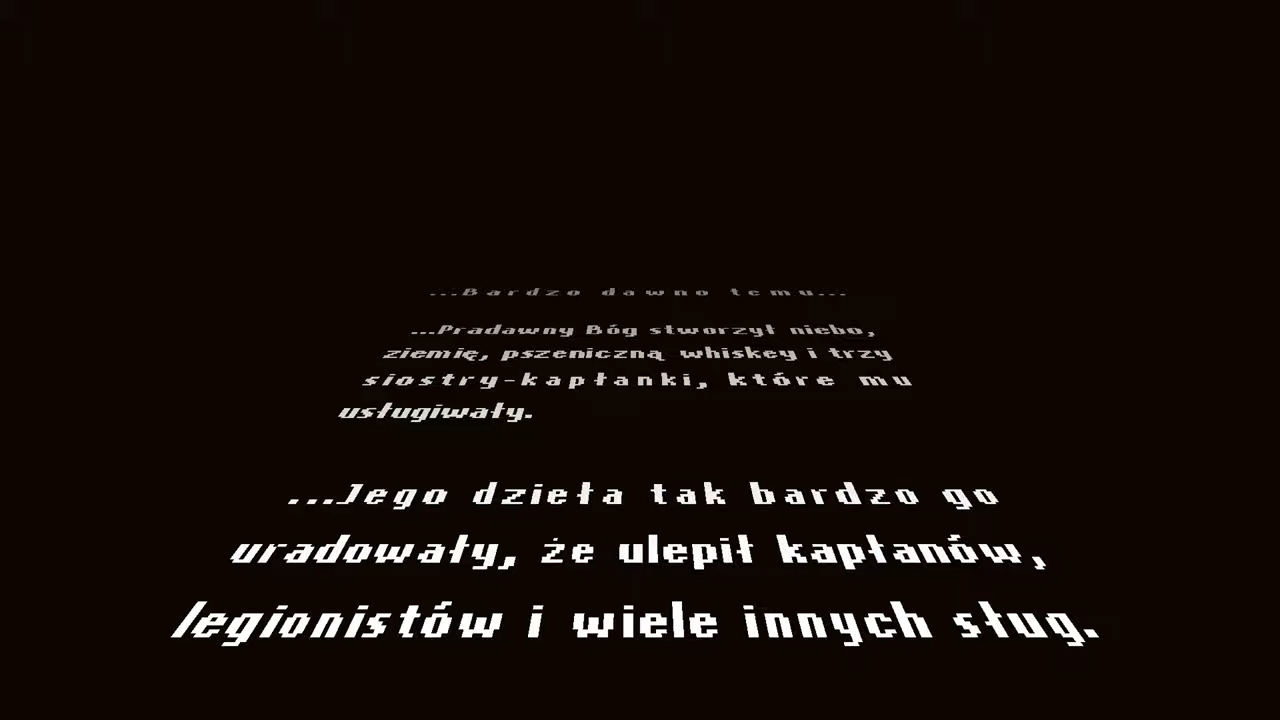 ...Bardzo dawno temu...
...Pradawny Bóg stworzył niebo,
ziemię, pszeniczną whiskey i trzy
siostry-kapłanki, które mu
usługiwały.
...Jego dzieła tak bardzo go
uradowały, że ulepił kapłanów,
legionistów i wiele innych sług.